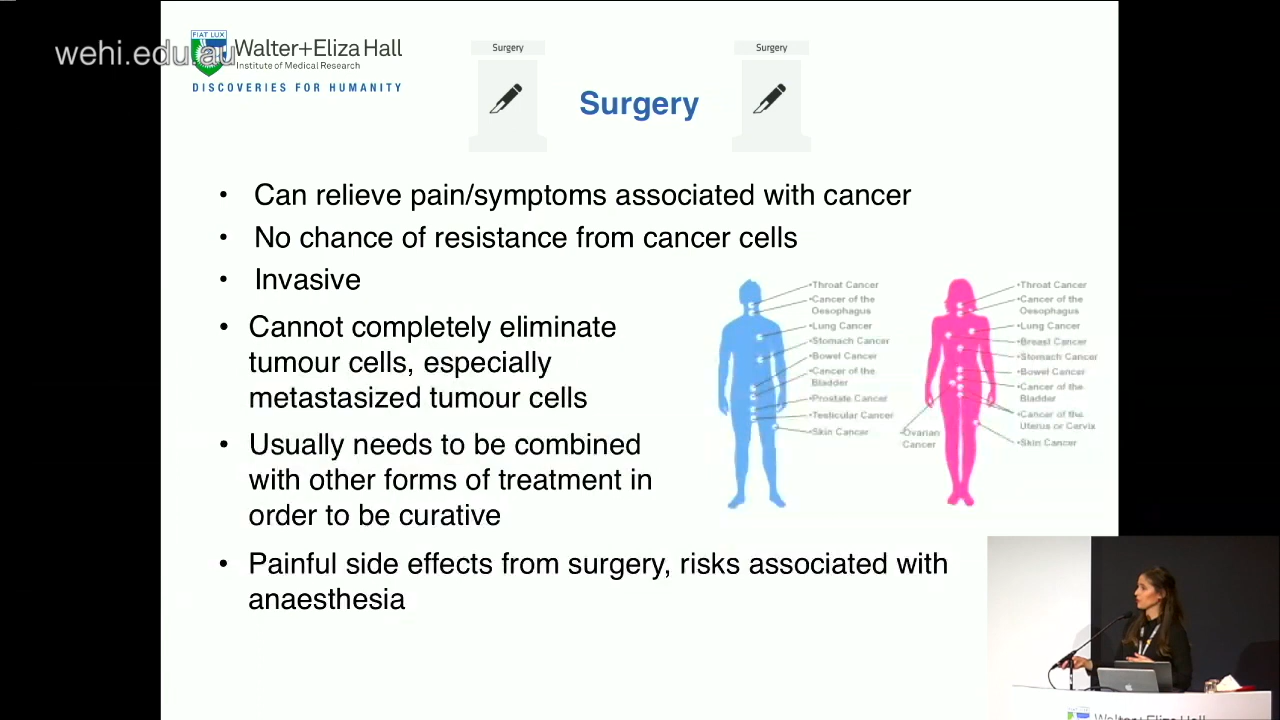 wehi.edu.au
FIAT LUX
Walter+Eliza Hall
Institute of Medical Research
DISCOVERIES FOR HUMANITY
Surgery
Surgery
Surgery
• Can relieve pain/symptoms associated with cancer
• No chance of resistance from cancer cells
• Invasive
• Cannot completely eliminate
tumour cells, especially
metastasized tumour cells
• Usually needs to be combined
with other forms of treatment in
order to be curative
• Painful side effects from surgery, risks associated with
anaesthesia
•Throat Cancer
•Cancer of the
Oesophagus
•Lung Cancer
•Stomach Cancer
•Bowel Cancer
•Cancer of the
Bladder
•Prostate Cancer
•Testicular Cancer
•Skin Cancer
•Throat Cancer
•Cancer of the
Oesophagus
•Lung Cancer
•Breast Cancer
•Stomach Cancer
•Bowel Cancer
•Cancer of the
Bladder
•Cancer of the
Uterus or Cervix
•Skin Cancer
•Ovarian
Cancer
Walter+Eliza Hall